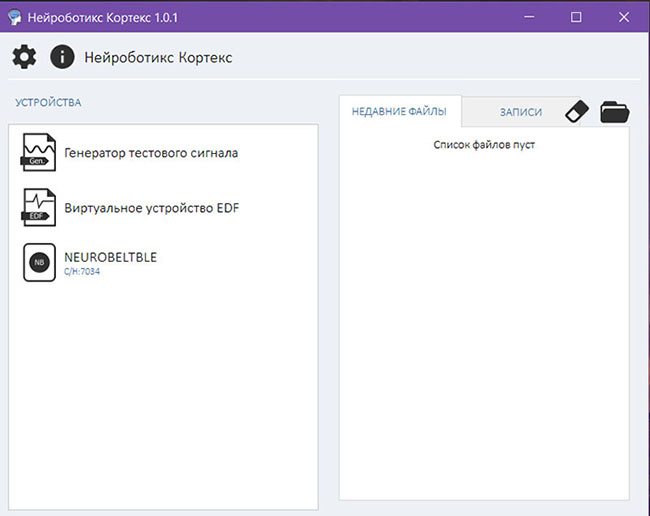 Нейроботикс Кортекс 1.0.1
Нейроботикс Кортекс
УСТРОЙСТВА
НЕДАВНИЕ ФАЙЛЫ
ЗАПИСИ
Список файлов пуст
Gen.
Генератор тестового сигнала
EDF
Виртуальное устройство EDF
NB
NEUROBELTBLE
С/Н:7034